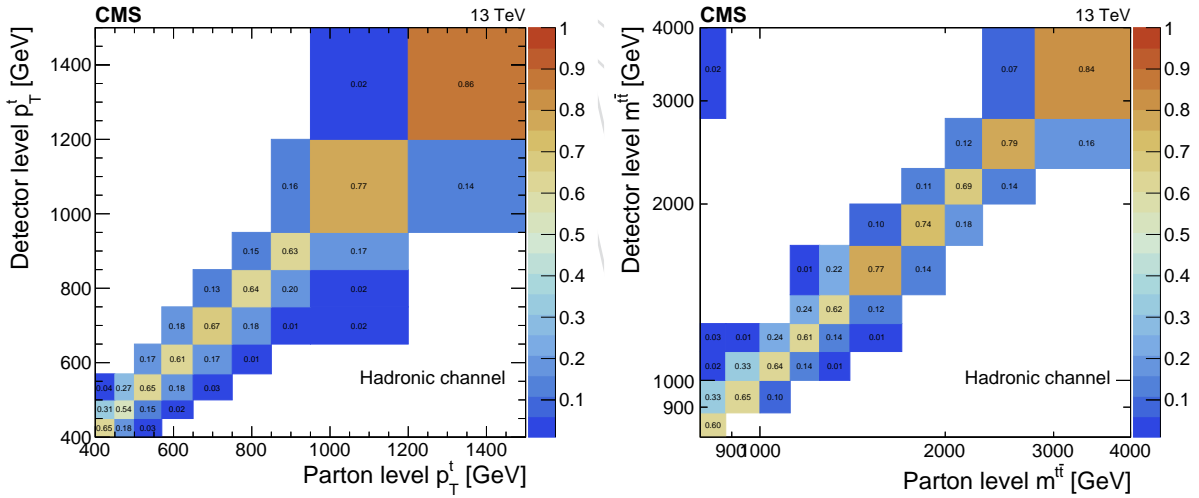 CMS 13 TeV
Detector level p_T^t [GeV]
1400
1200
1000
800
600
400
0.02 0.86
0.16 0.77 0.14
0.15 0.63 0.17
0.13 0.64 0.20 0.02
0.18 0.67 0.18 0.01 0.02
0.17 0.61 0.17 0.01
0.04 0.27 0.65 0.18 0.03
0.31 0.54 0.15 0.02
0.65 0.18 0.03
Hadronic channel
400 600 800 1000 1200 1400
Parton level p_T^t [GeV]
1
0.9
0.8
0.7
0.6
0.5
0.4
0.3
0.2
0.1
CMS 13 TeV
Detector level m^tt̄ [GeV]
4000
3000
2000
1000
900
0.02 0.07 0.84
0.12 0.79 0.16
0.11 0.69 0.14
0.10 0.74 0.18
0.01 0.22 0.77 0.14
0.24 0.62 0.12
0.03 0.01 0.24 0.61 0.14 0.01
0.02 0.33 0.64 0.14 0.01
0.33 0.65 0.10
0.60
Hadronic channel
900 1000 2000 3000 4000
Parton level m^tt̄ [GeV]
1
0.9
0.8
0.7
0.6
0.5
0.4
0.3
0.2
0.1